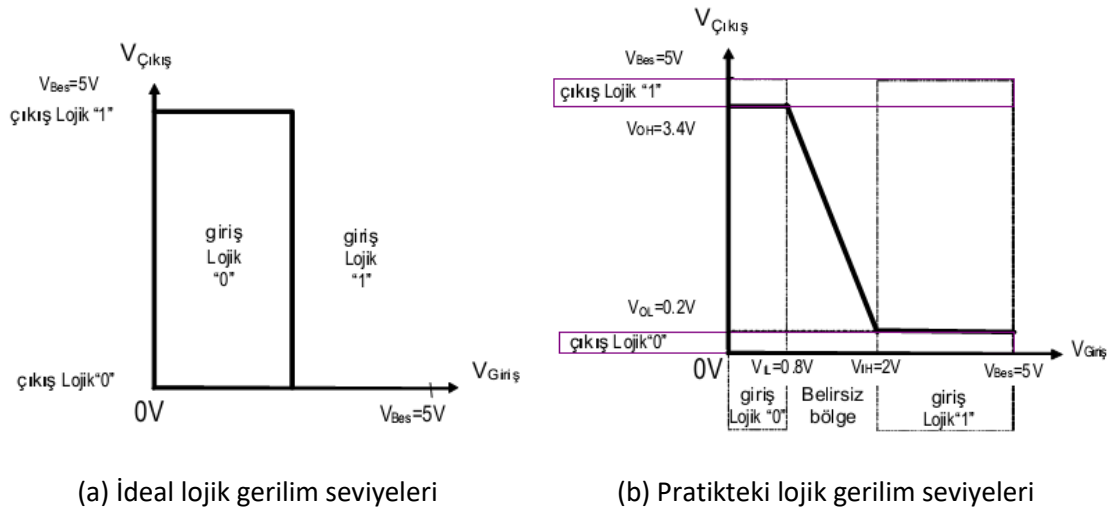 VÇıkış
VBes=5V
çıkış Lojik“1”
giriş
Lojik
“0”
giriş
Lojik
“1”
çıkış Lojik“0”
0V
VBes=5V
VGiriş
(a) İdeal lojik gerilim seviyeleri
VÇıkış
VBes=5V
çıkış Lojik “1”
VOH=3.4V
VOL=0.2V
çıkış Lojik“0”
0V
VIL=0.8V
VIH=2V
VBes=5V
VGiriş
giriş
Lojik “0”
Belirsiz
bölge
giriş
Lojik“1”
(b) Pratikteki lojik gerilim seviyeleri